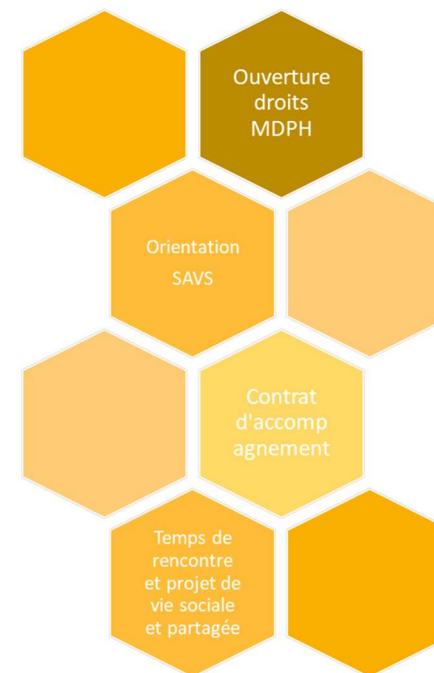 Ouverture
droits
MDPH
Orientation
SAVS
Contrat
d'accomp
agnement
Temps de
rencontre
et projet de
vie sociale
et partagée